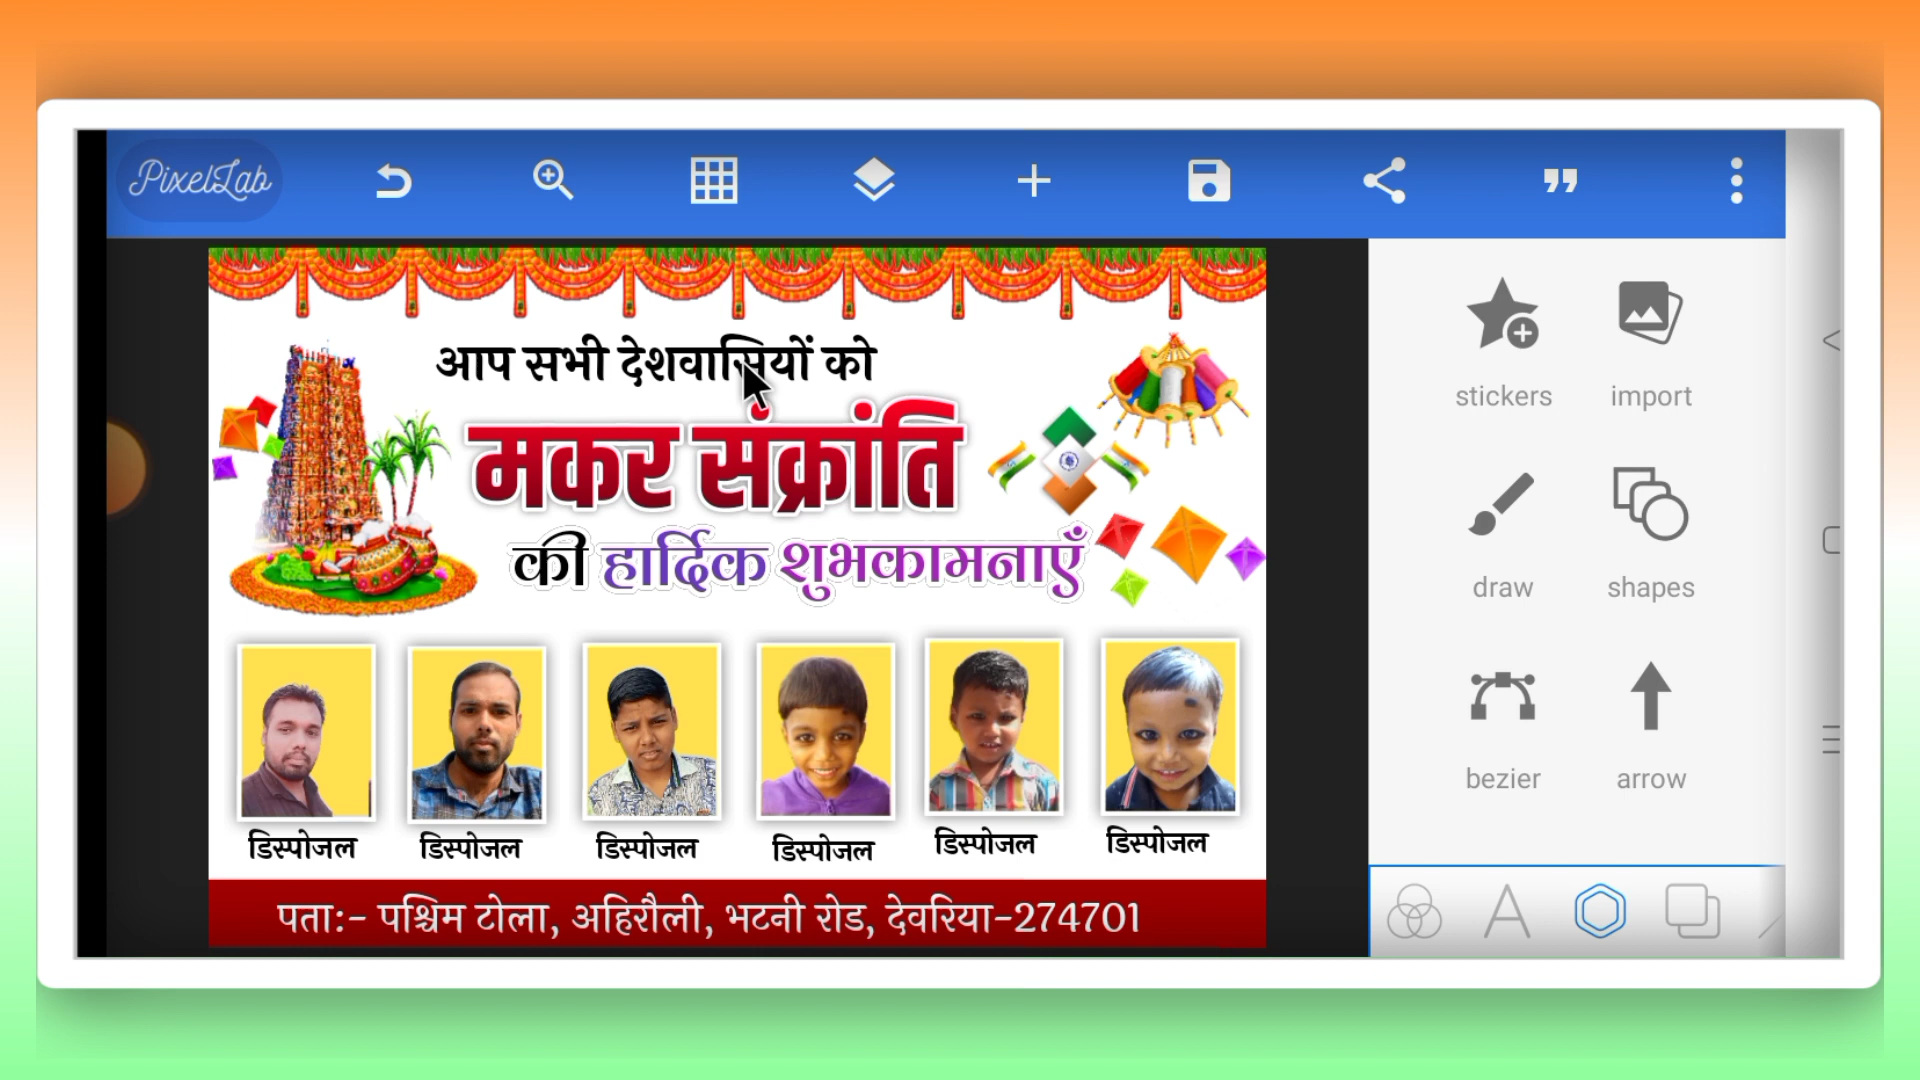 PixelLab
आप सभी देशवासियों को
मकर संक्रांति
की हार्दिक शुभकामनाएँ
डिस्पोजल डिस्पोजल डिस्पोजल डिस्पोजल डिस्पोजल डिस्पोजल
पता:- पश्चिम टोला, अहिरौली, भटनी रोड, देवरिया-274701
stickers import
draw shapes
bezier arrow